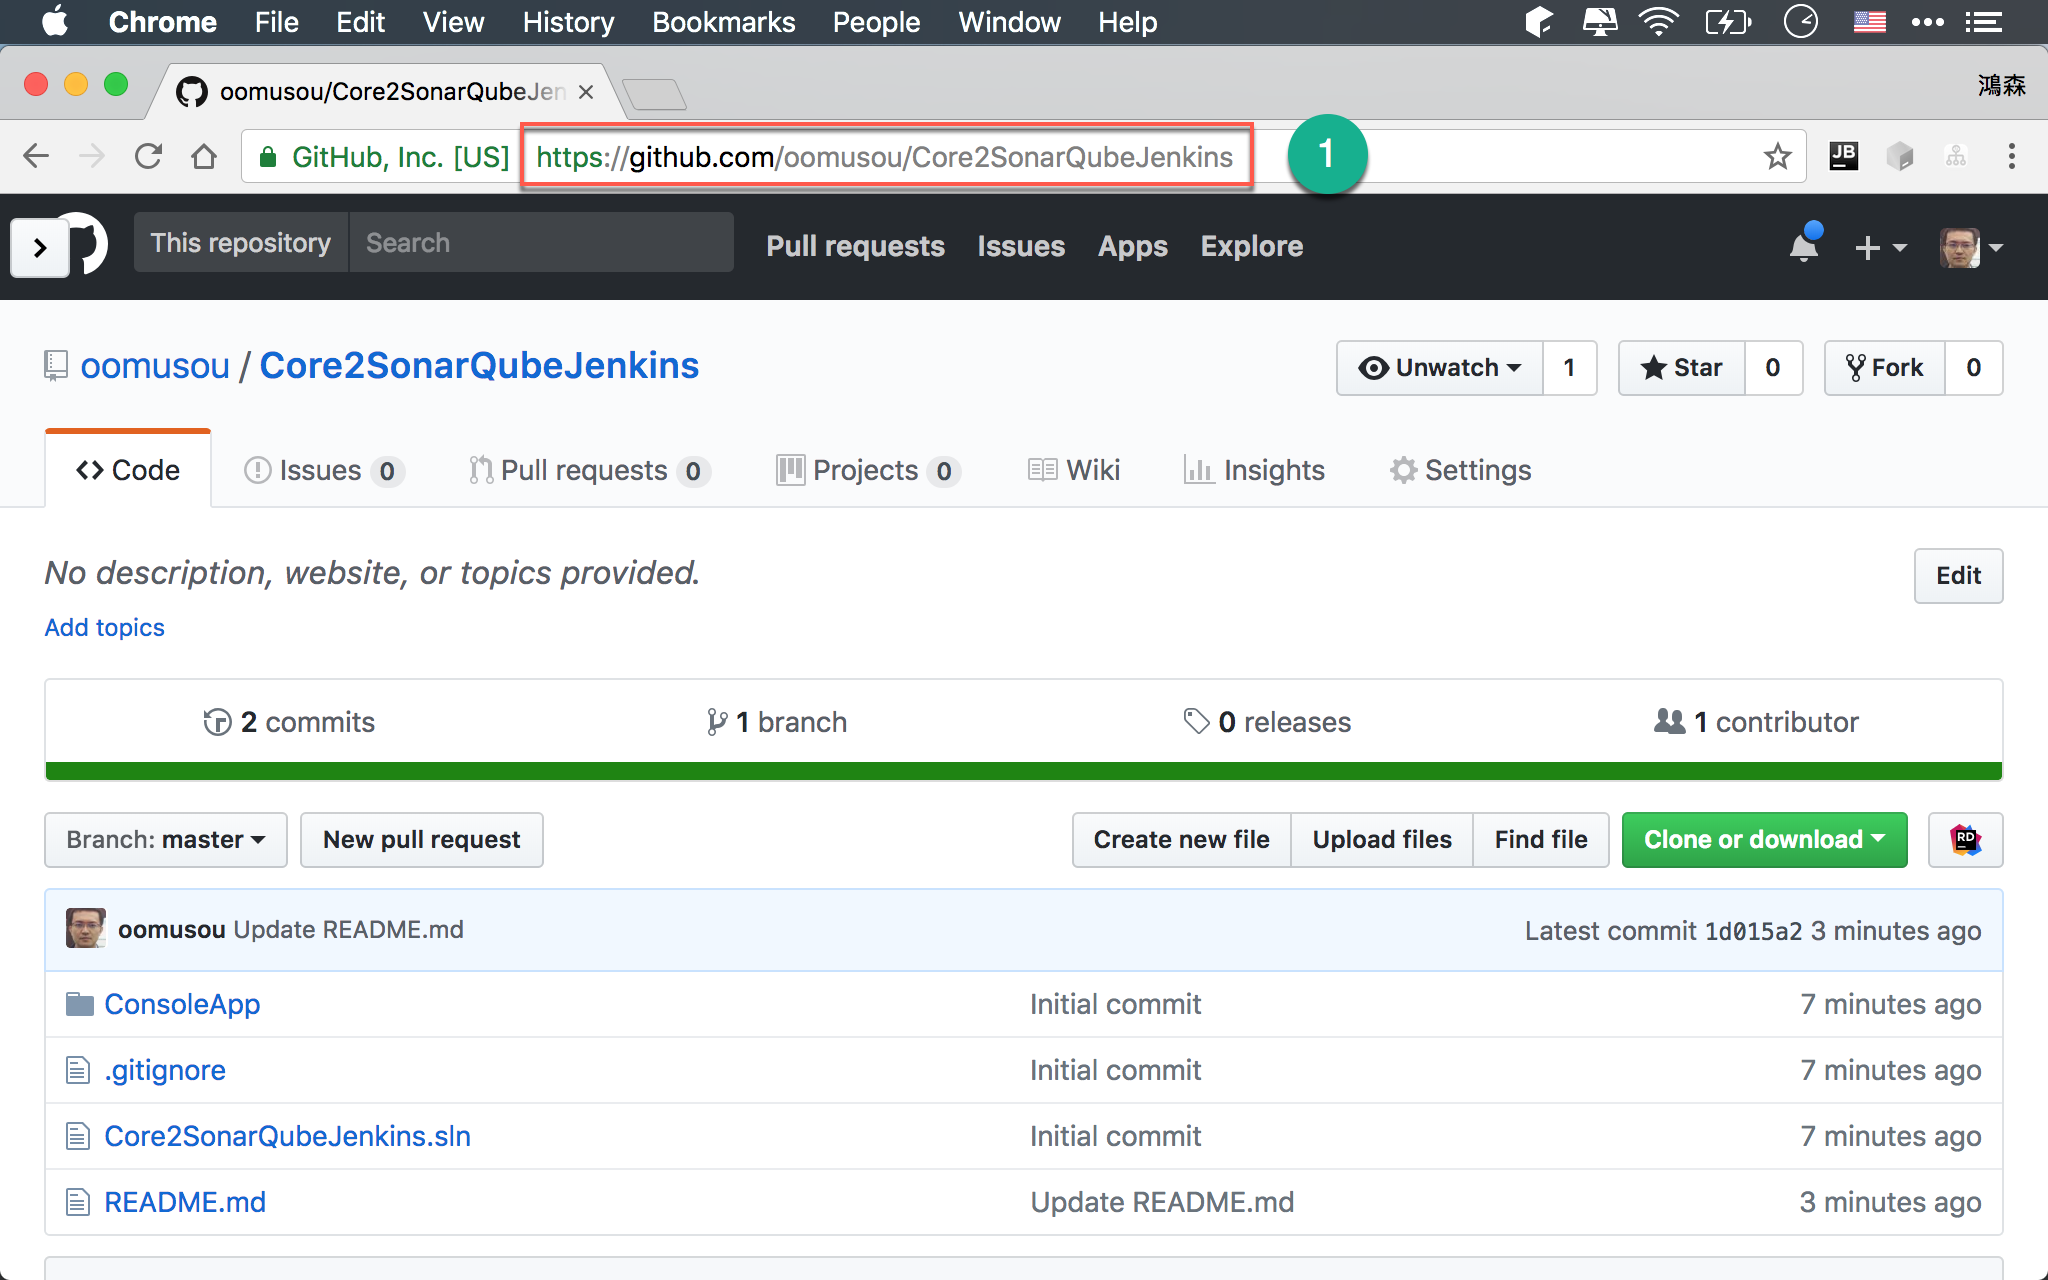 Chrome File Edit View History Bookmarks People Window Help
oomusou/Core2SonarQubeJen
鴻森
GitHub, Inc. [US] https://github.com/oomusou/Core2SonarQubeJenkins 1
JB
This repository Search Pull requests Issues Apps Explore
oomusou / Core2SonarQubeJenkins Unwatch 1 Star 0 Fork 0
Code Issues 0 Pull requests 0 Projects 0 Wiki Insights Settings
No description, website, or topics provided. Edit
Add topics
2 commits 1 branch 0 releases 1 contributor
Branch: master New pull request Create new file Upload files Find file Clone or download RD
oomusou Update README.md Latest commit 1d015a2 3 minutes ago
ConsoleApp Initial commit 7 minutes ago
.gitignore Initial commit 7 minutes ago
Core2SonarQubeJenkins.sln Initial commit 7 minutes ago
README.md Update README.md 3 minutes ago